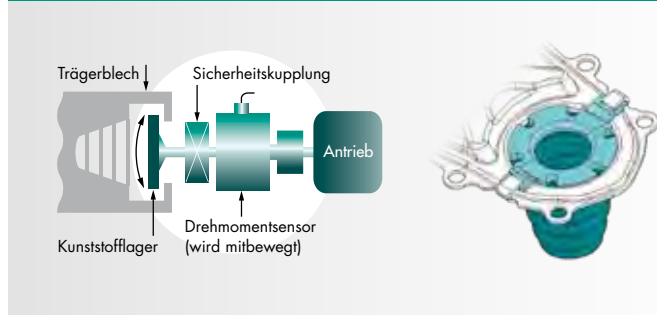 Trägerblech
Sicherheitskupplung
Antrieb
Kunststofflager
Drehmomentsensor
(wird mitbewegt)